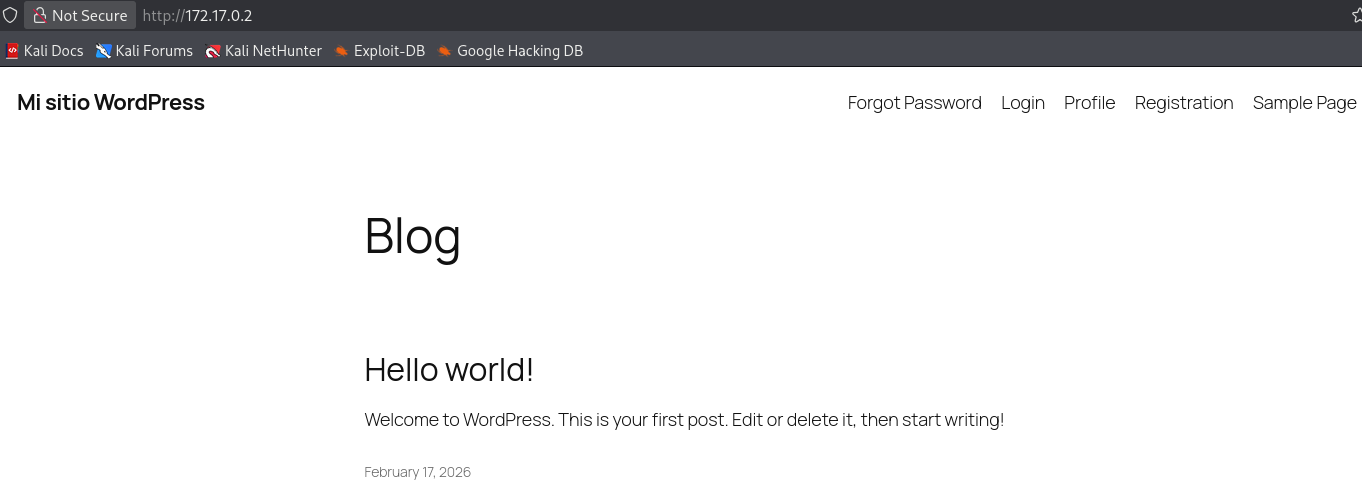 Not Secure http://172.17.0.2
Kali Docs Kali Forums Kali NetHunter Exploit-DB Google Hacking DB
Mi sitio WordPress Forgot Password Login Profile Registration Sample Page
Blog
Hello world!
Welcome to WordPress. This is your first post. Edit or delete it, then start writing!
February 17, 2026